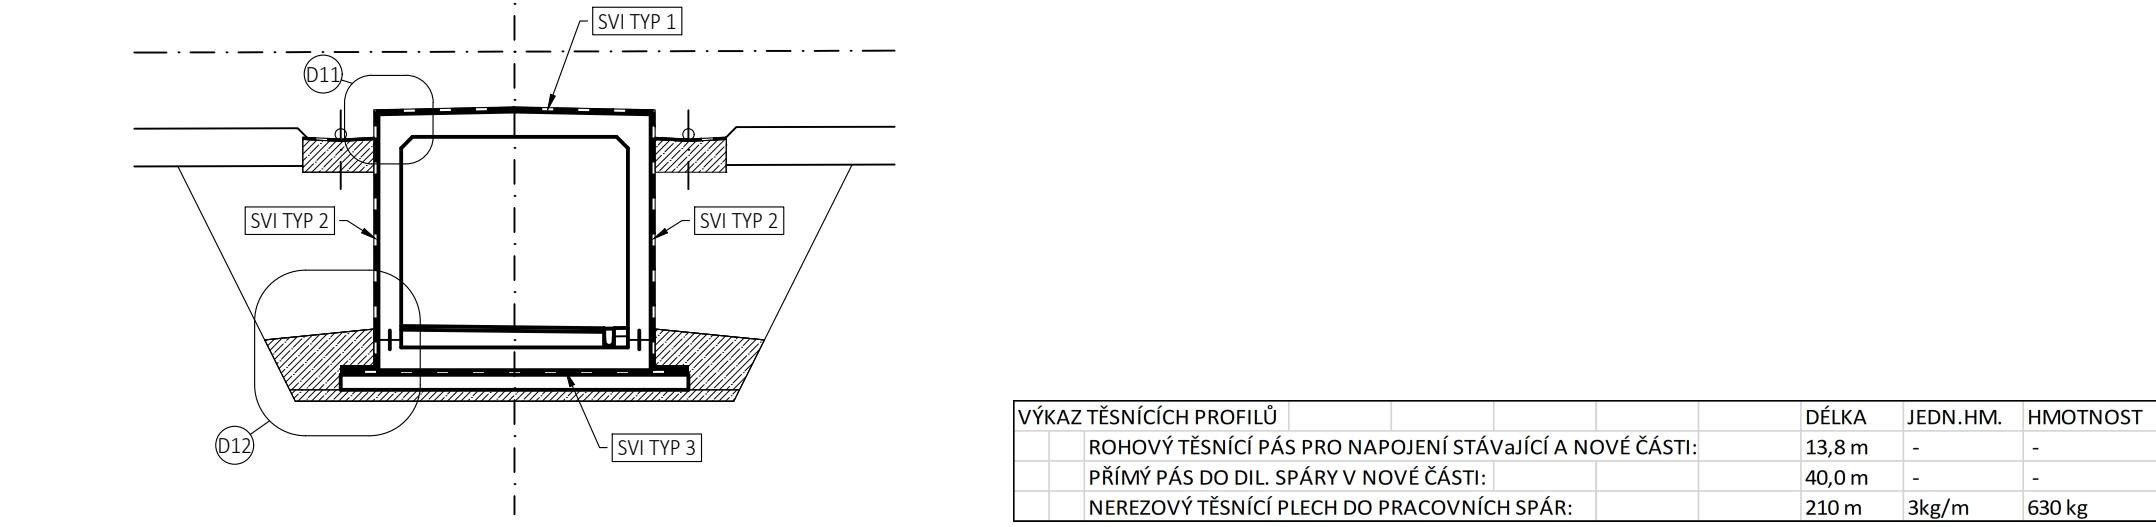 SVI TYP 1
D11
SVI TYP 2
SVI TYP 2
D12
SVI TYP 3
VÝKAZ TĚSNÍCÍCH PROFILŮ DÉLKA JEDN.HM. HMOTNOST
ROHOVÝ TĚSNÍCÍ PÁS PRO NAPOJENÍ STÁVaJÍCÍ A NOVÉ ČÁSTI: 13,8 m - -
PŘÍMÝ PÁS DO DIL. SPÁRY V NOVÉ ČÁSTI: 40,0 m - -
NEREZOVÝ TĚSNÍCÍ PLECH DO PRACOVNÍCH SPÁR: 210 m 3kg/m 630 kg